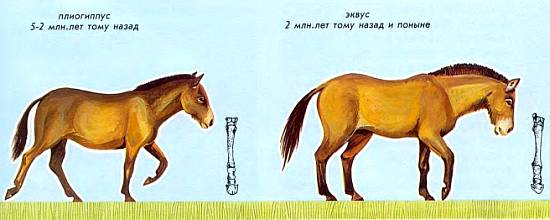 плиогиппус
5-2 млн.лет тому назад
эквус
2 млн.лет тому назад и поныне